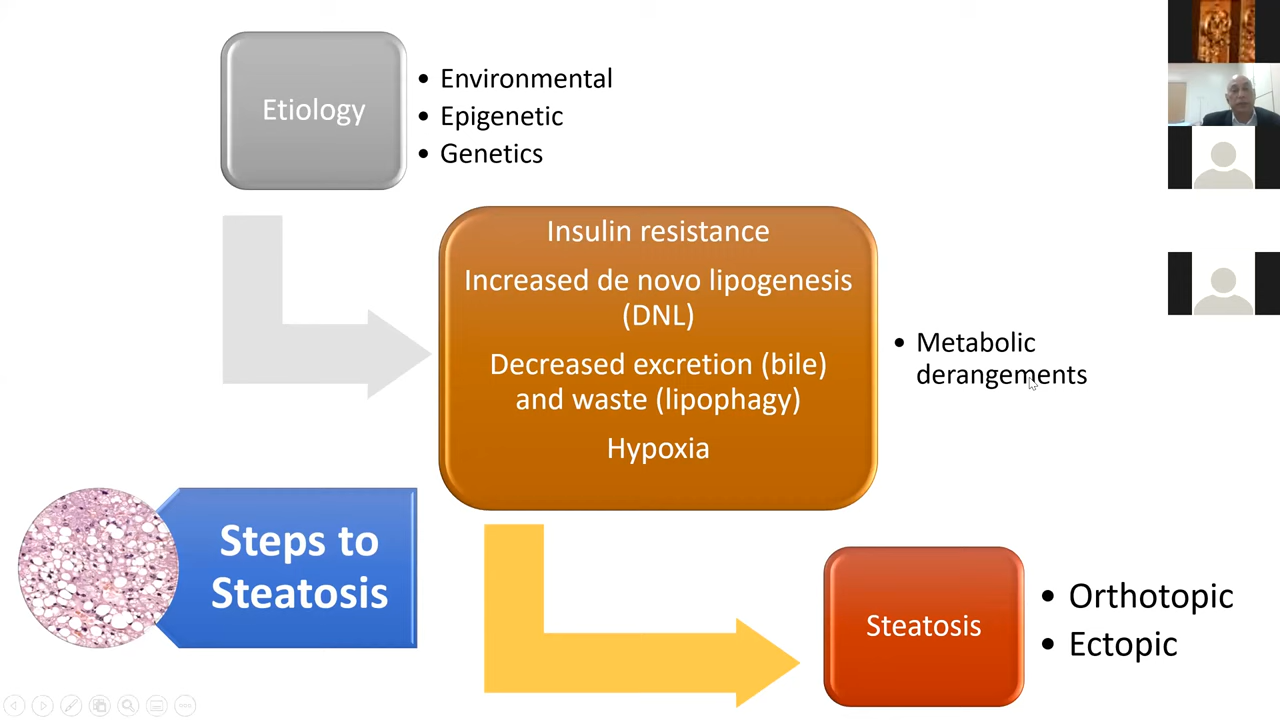 Etiology
• Environmental
• Epigenetic
• Genetics
Insulin resistance
Increased de novo lipogenesis
(DNL)
Decreased excretion (bile)
and waste (lipophagy)
Hypoxia
• Metabolic
derangements
Steps to
Steatosis
Steatosis
• Orthotopic
• Ectopic